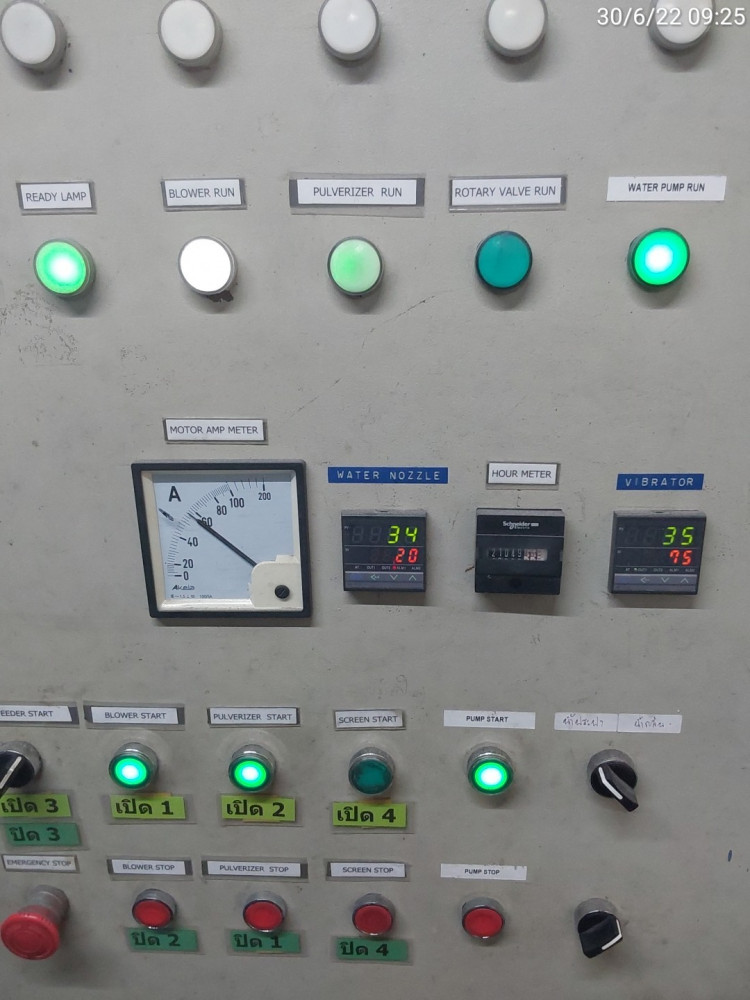 30/6/22 09:25
READY LAMP
BLOWER RUN
PULVERIZER RUN
ROTARY VALVE RUN
WATER PUMP RUN
MOTOR AMP METER
WATER NOZZLE
HOUR METER
VIBRATOR
A
60
80
100
200
40
20
0
34
20
Schneider
Electric
35
75
EEDER START
BLOWER START
PULVERIZER START
SCREEN START
PUMP START
เปิด 3
เปิด 1
เปิด 2
เปิด 4
ปิด 3
EMERGENCY STOP
BLOWER STOP
PULVERIZER STOP
SCREEN STOP
PUMP STOP
ปิด 2
ปิด 1
ปิด 4